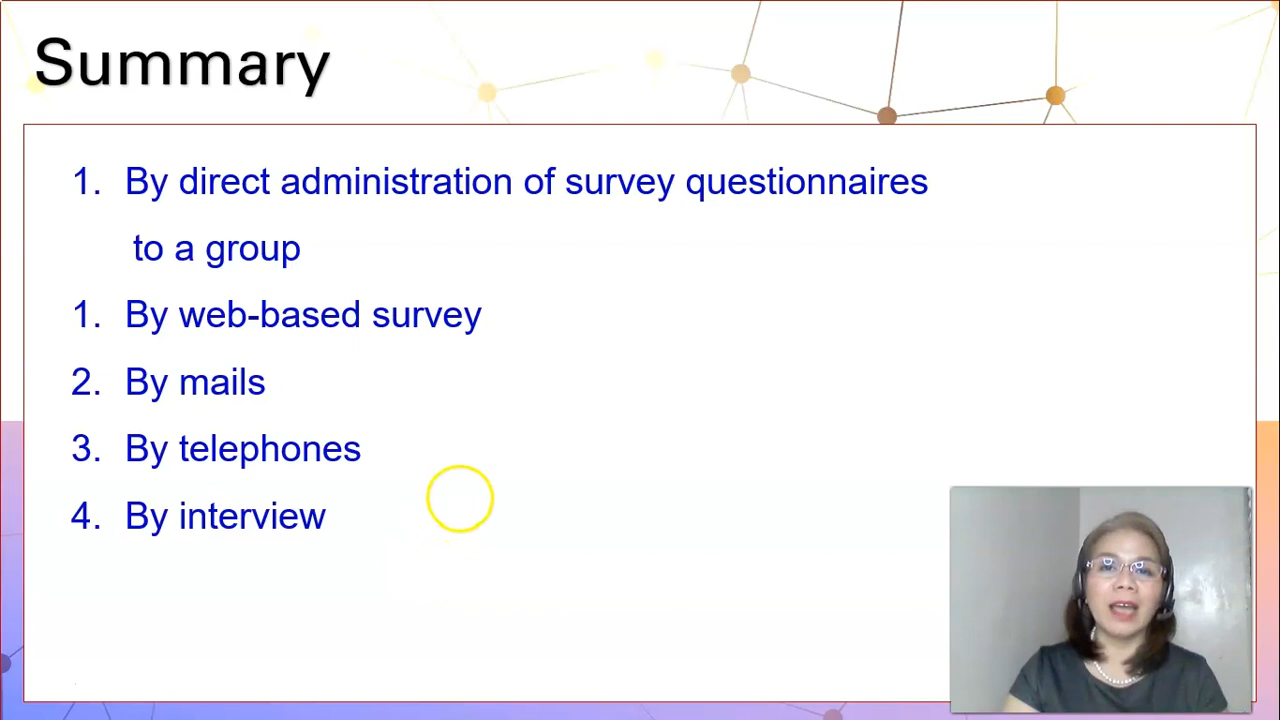 Summary
1. By direct administration of survey questionnaires
to a group
1. By web-based survey
2. By mails
3. By telephones
4. By interview